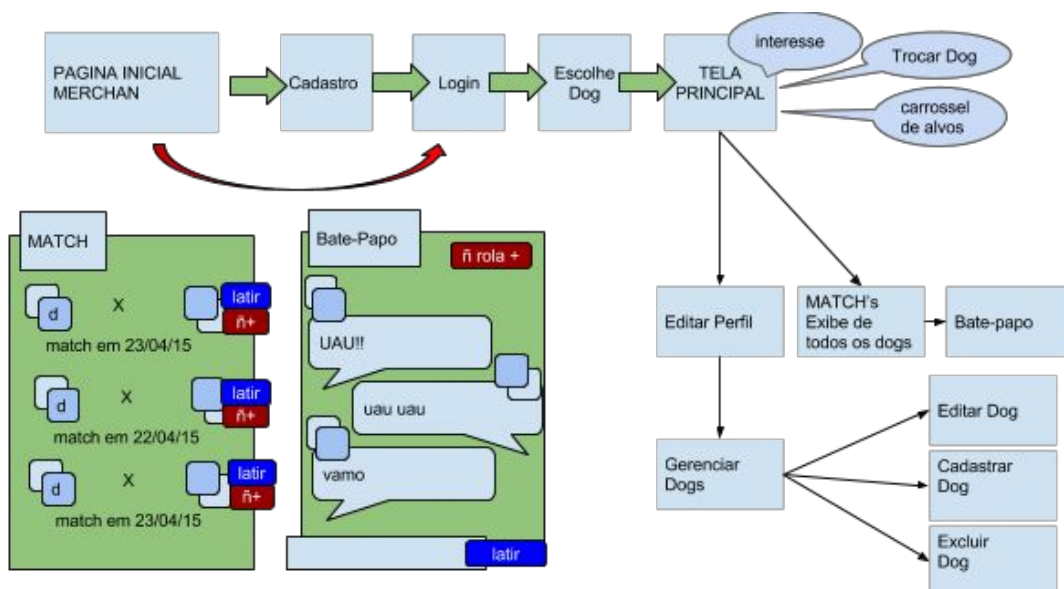 PAGINA INICIAL
MERCHAN
Cadastro
Login
Escolhe
Dog
TELA
PRINCIPAL
interesse
Trocar Dog
carrossel
de alvos
MATCH
d
X
latir
ñ+
match em 23/04/15
d
X
latir
ñ+
match em 22/04/15
d
X
latir
ñ+
match em 23/04/15
Bate-Papo
ñ rola +
UAU!!
uau uau
vamo
latir
Editar Perfil
MATCH's
Exibe de
todos os dogs
Bate-papo
Gerenciar
Dogs
Editar Dog
Cadastrar
Dog
Excluir
Dog